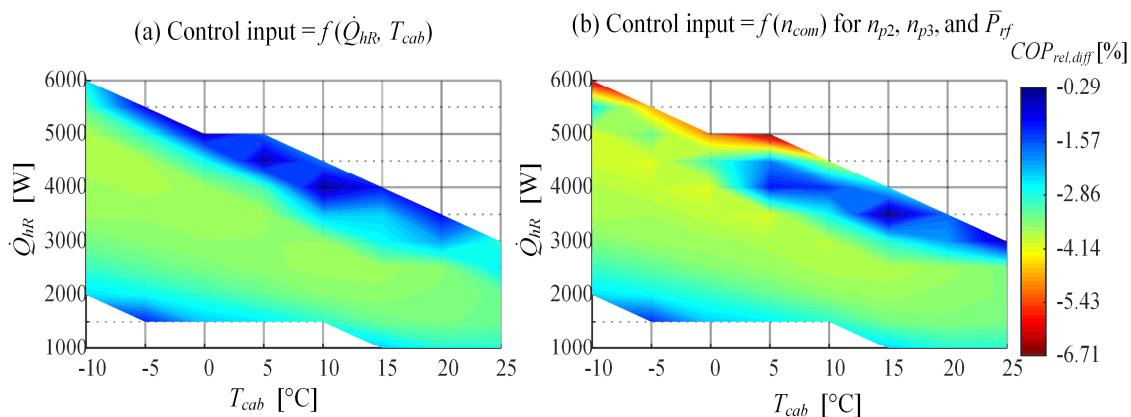 (a) Control input = f(Q̇hR, Tcab)
(b) Control input = f(ncom) for np2, np3, and P̅rf
COPrel,diff [%]
6000
5000
4000
3000
2000
1000
Q̇hR [W]
-10 -5 0 5 10 15 20 25
Tcab [°C]
6000
5000
4000
3000
2000
1000
Q̇hR [W]
-10 -5 0 5 10 15 20 25
Tcab [°C]
-0.29
-1.57
-2.86
-4.14
-5.43
-6.71